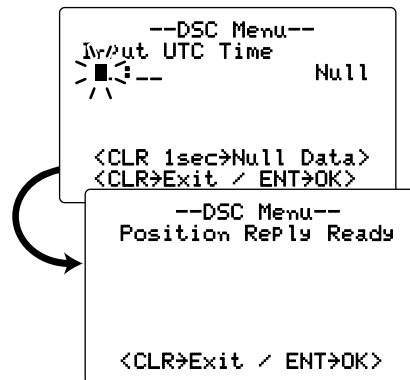 --DSC Menu--
Input UTC Time
_:__ Null
<CLR 1sec→Null Data>
<CLR→Exit / ENT→OK>
--DSC Menu--
Position Reply Ready
<CLR→Exit / ENT→OK>